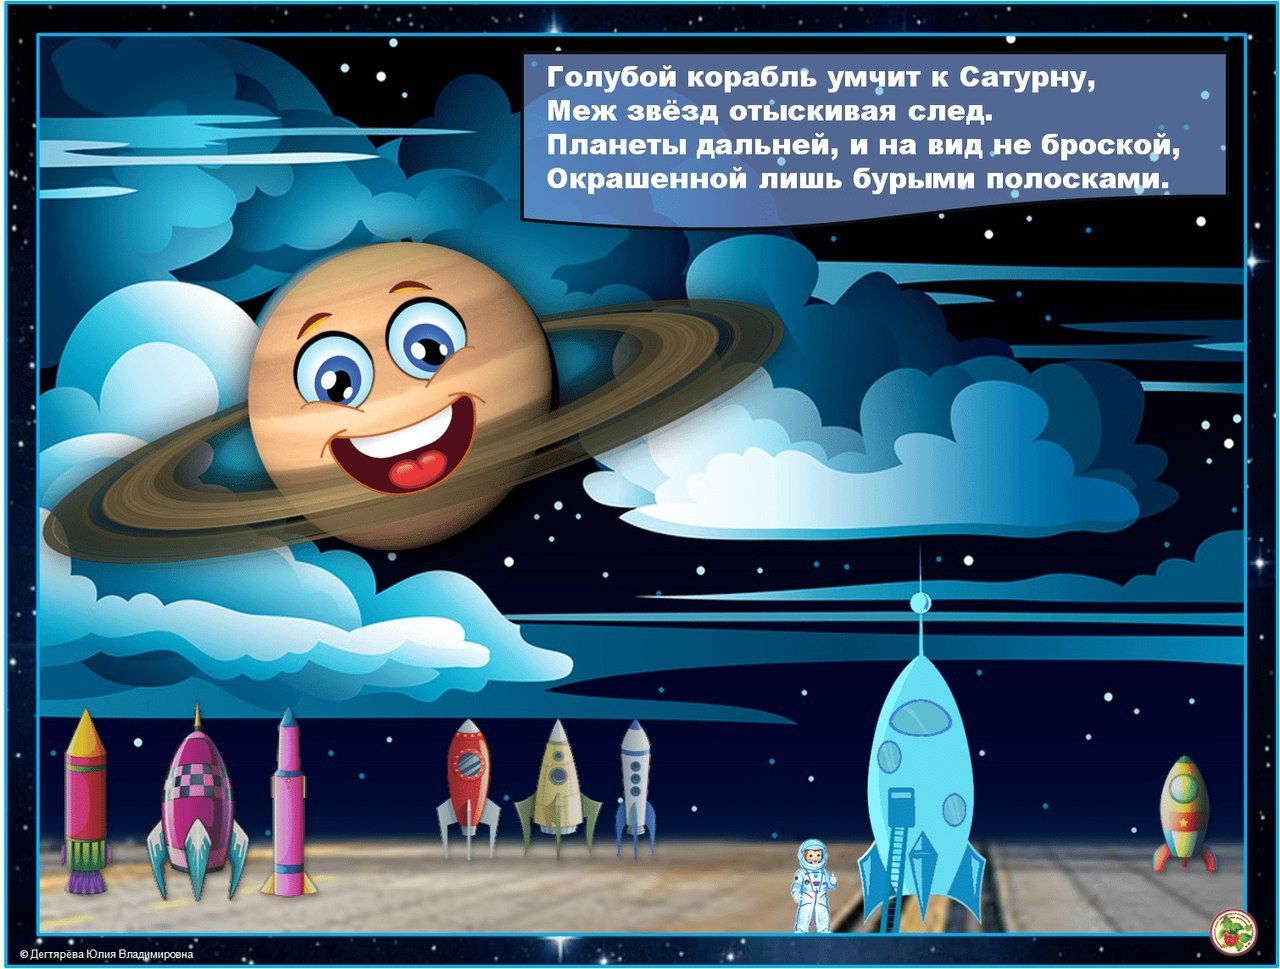 Голубой корабль умчит к Сатурну,
Меж звёзд отыскивая след.
Планеты дальней, и на вид не броской,
Окрашенной лишь бурыми полосками.
© Дегтярёва Юлия Владимировна